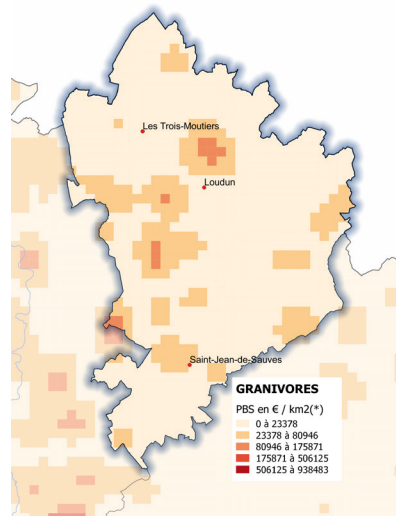 Les Trois-Moutiers
Loudun
Saint-Jean-de-Sauves
GRANIVORES
PBS en € / km2(*)
0 à 23378
23378 à 80946
80946 à 175871
175871 à 506125
506125 à 938483